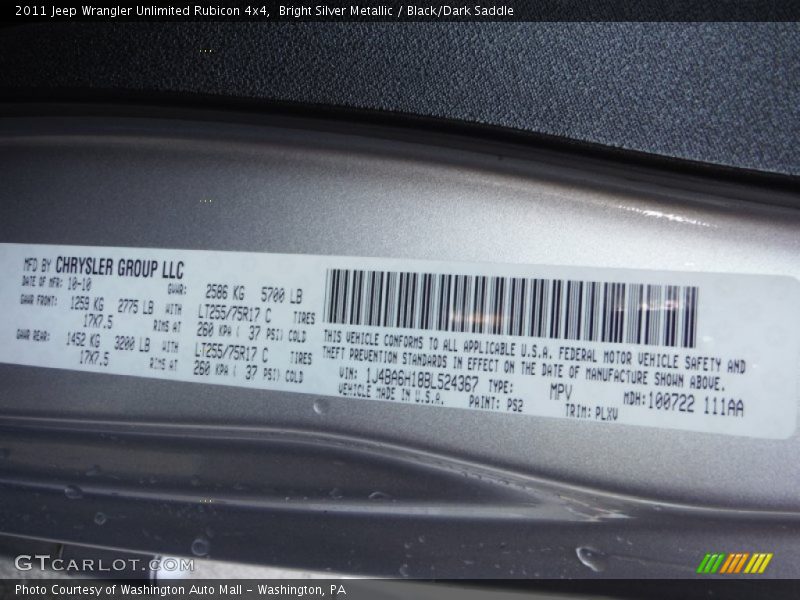 2011 Jeep Wrangler Unlimited Rubicon 4x4,  Bright Silver Metallic / Black/Dark Saddle
MFD BY CHRYSLER GROUP LLC
DATE OF MFR: 10-10 GVWR: 2586 KG 5700 LB
GAWR FRONT: 1259 KG 2775 LB WITH LT255/75R17 C TIRES
17X7.5 RIMS AT 260 KPA ( 37 PSI) COLD
GAWR REAR: 1452 KG 3200 LB WITH LT255/75R17 C TIRES
17X7.5 RIMS AT 260 KPA ( 37 PSI) COLD
THIS VEHICLE CONFORMS TO ALL APPLICABLE U.S.A. FEDERAL MOTOR VEHICLE SAFETY AND
THEFT PREVENTION STANDARDS IN EFFECT ON THE DATE OF MANUFACTURE SHOWN ABOVE.
VIN: 1J4BA6H18BL524367 TYPE: MPV MDH:100722 111AA
VEHICLE MADE IN U.S.A. PAINT: PS2 TRIM: PLXV
GTCARLOT.COM
Photo Courtesy of Washington Auto Mall - Washington, PA